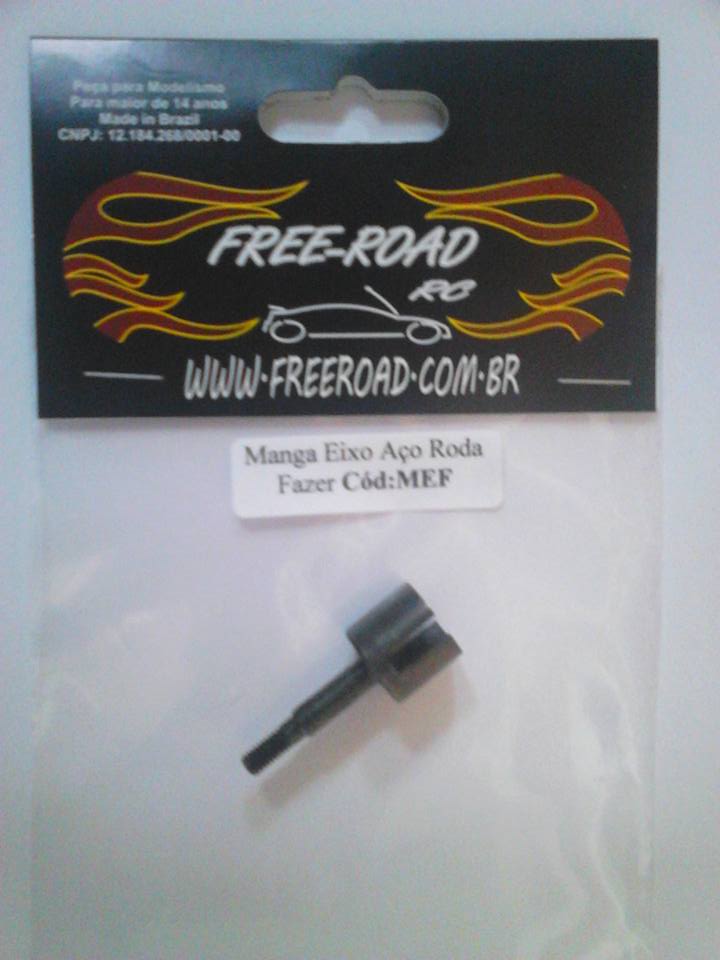 Peça para Modelismo
Para maior de 14 anos
Made in Brazil
CNPJ: 12.184.268/0001-00
FREE-ROAD
RC
WWW.FREEROAD.COM.BR
Manga Eixo Aço Roda
Fazer Cód:MEF